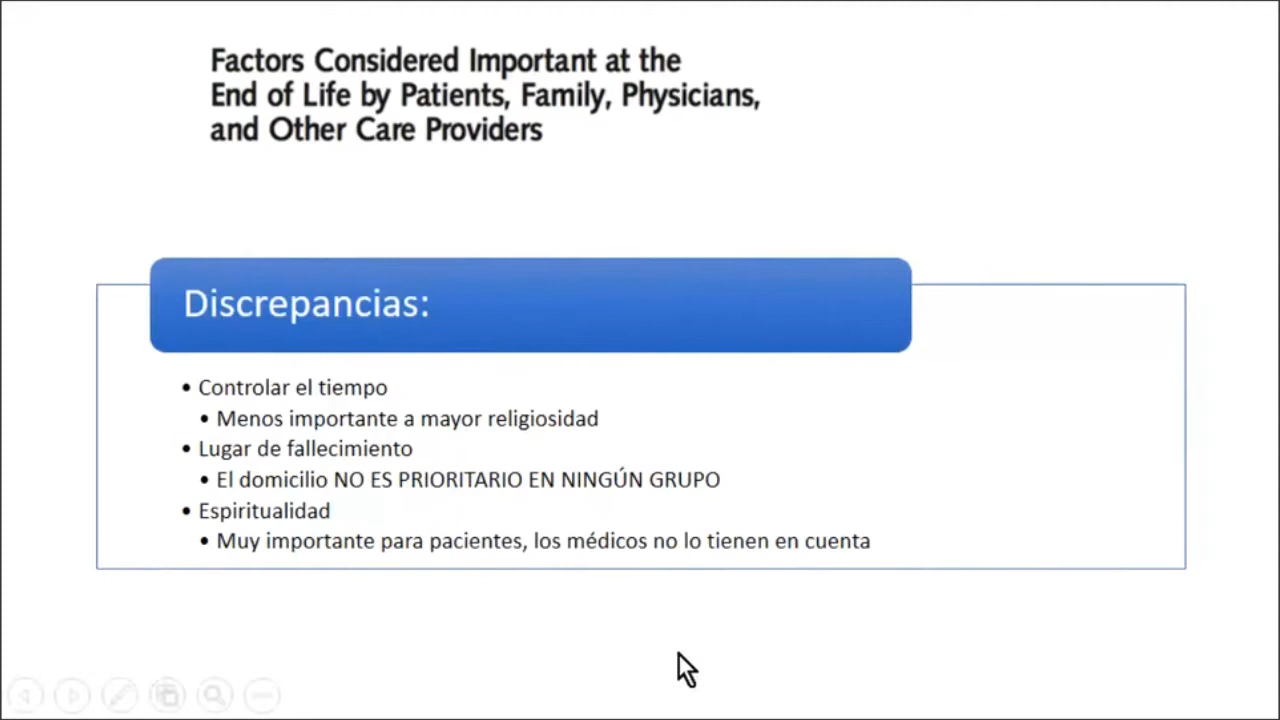 Factors Considered Important at the
End of Life by Patients, Family, Physicians,
and Other Care Providers
Discrepancias:
• Controlar el tiempo
• Menos importante a mayor religiosidad
• Lugar de fallecimiento
• El domicilio NO ES PRIORITARIO EN NINGÚN GRUPO
• Espiritualidad
• Muy importante para pacientes, los médicos no lo tienen en cuenta